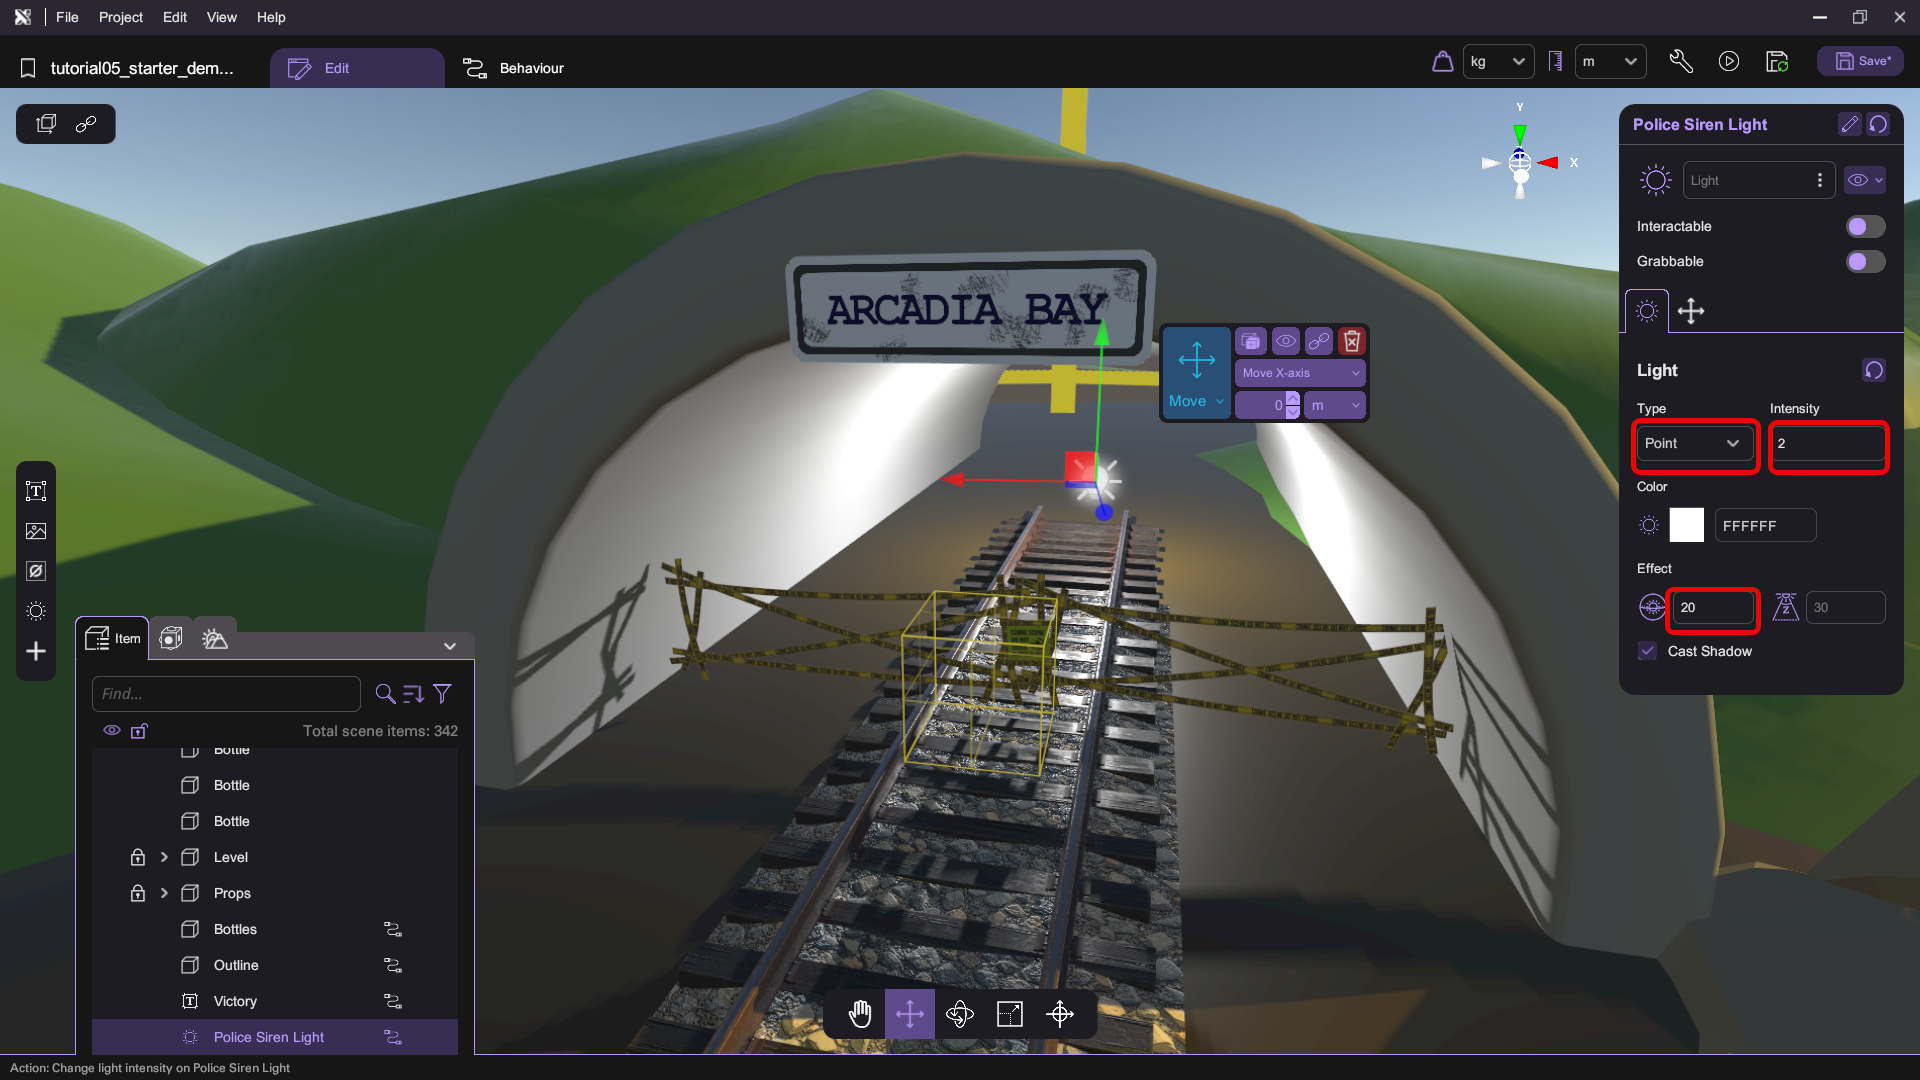 File Project Edit View Help
tutorial05_starter_dem... Edit Behaviour kg m Save*
Y
X
Police Siren Light
Light
Interactable
Grabbable
ARCADIA BAY
Move X-axis
Move 0 m
Light
Type Intensity
Point 2
Color
FFFFFF
Effect
20 30
Cast Shadow
Item
Find...
Total scene items: 342
Bottle
Bottle
Bottle
Level
Props
Bottles
Outline
Victory
Police Siren Light
Action: Change light intensity on Police Siren Light